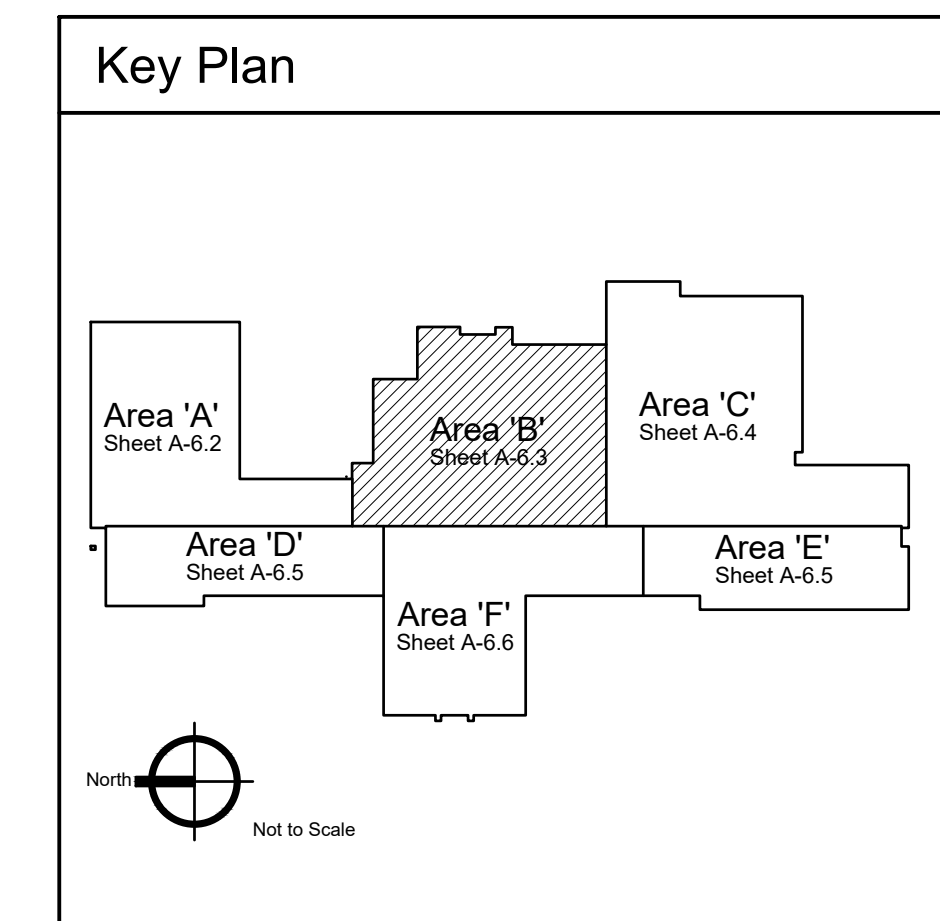 Key Plan
Area 'A'
Sheet A-6.2
Area 'B'
Sheet A-6.3
Area 'C'
Sheet A-6.4
Area 'D'
Sheet A-6.5
Area 'E'
Sheet A-6.5
Area 'F'
Sheet A-6.6
North
Not to Scale